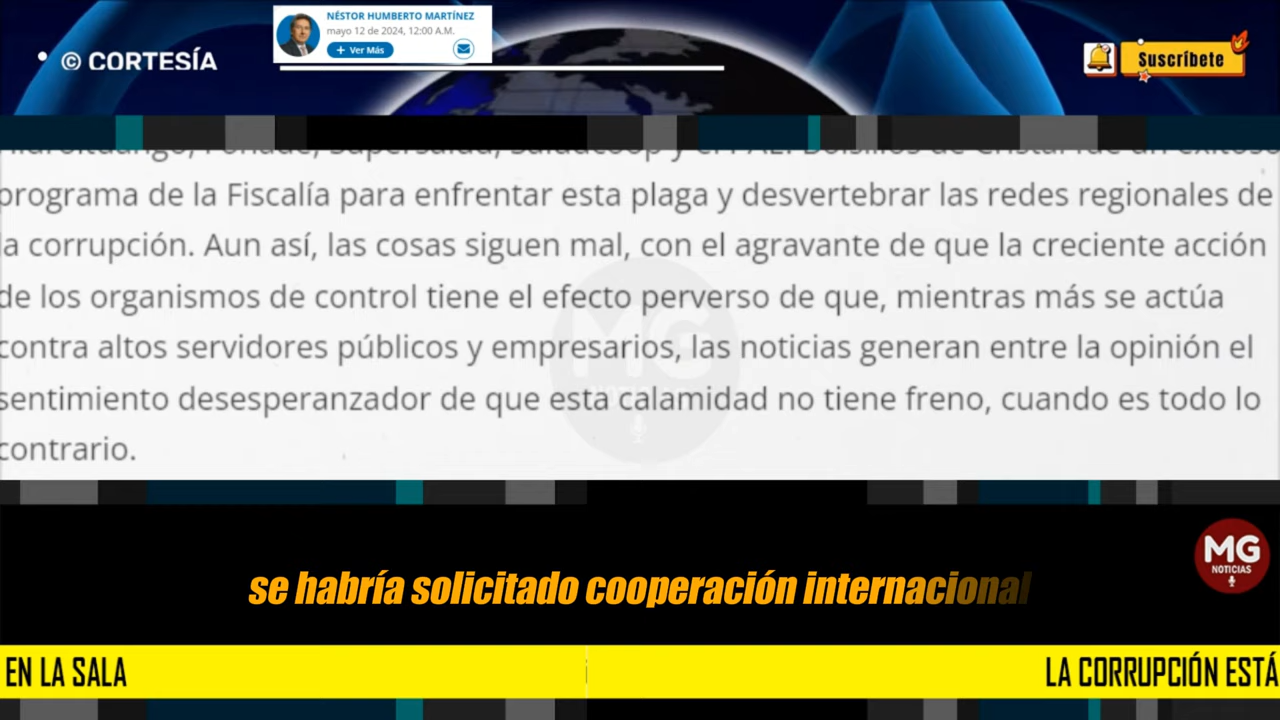 NÉSTOR HUMBERTO MARTÍNEZ
mayo 12 de 2024, 12:00 A.M.
+ Ver Más
© CORTESÍA
Suscríbete
programa de la Fiscalía para enfrentar esta plaga y desvertebrar las redes regionales de
la corrupción. Aun así, las cosas siguen mal, con el agravante de que la creciente acción
de los organismos de control tiene el efecto perverso de que, mientras más se actúa
contra altos servidores públicos y empresarios, las noticias generan entre la opinión el
sentimiento desesperanzador de que esta calamidad no tiene freno, cuando es todo lo
contrario.
MG
NOTICIAS
se habría solicitado cooperación internacional
EN LA SALA
LA CORRUPCIÓN ESTÁ